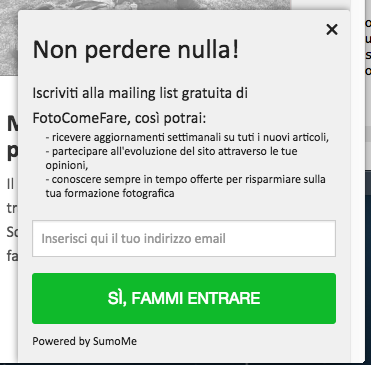 Non perdere nulla!
Iscriviti alla mailing list gratuita di
FotoComeFare, così potrai:
- ricevere aggiornamenti settimanali su tuti i nuovi articoli,
- partecipare all'evoluzione del sito attraverso le tue
opinioni,
- conoscere sempre in tempo offerte per risparmiare sulla
tua formazione fotografica
Inserisci qui il tuo indirizzo email
SÌ, FAMMI ENTRARE
Powered by SumoMe